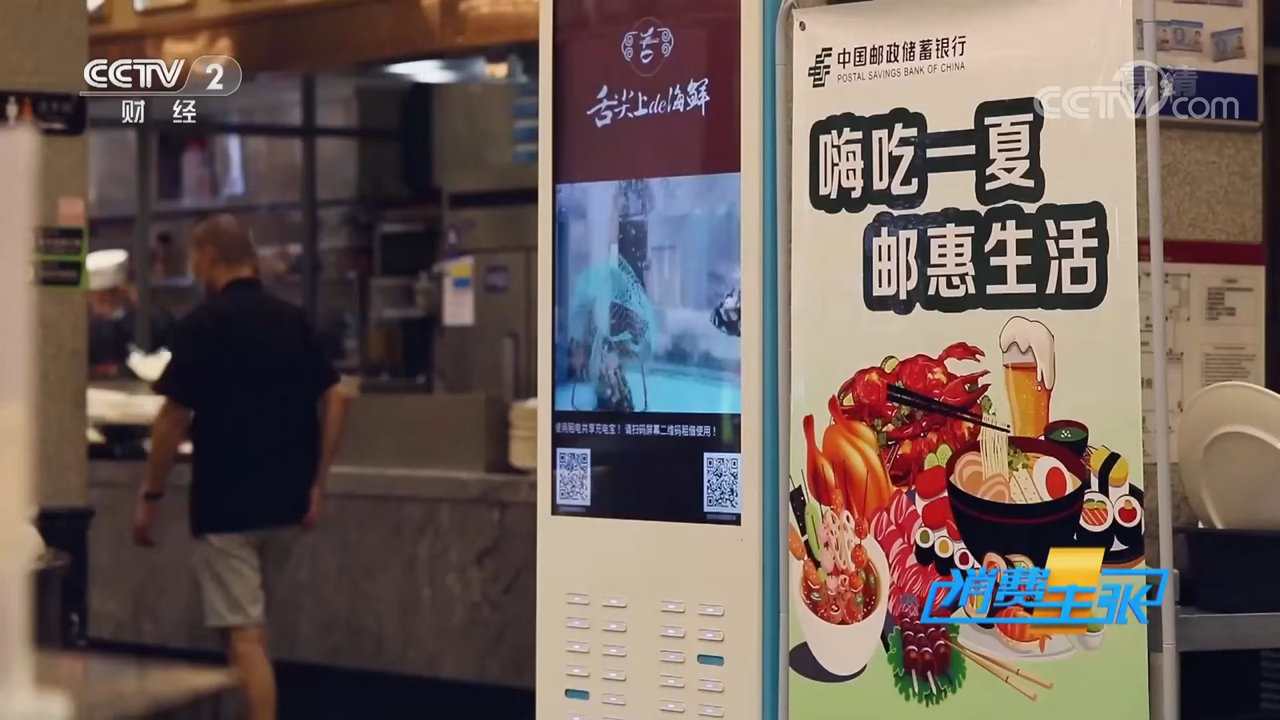 CCTV 2
财经
舌尖上de海鲜
使用租电共享充电宝！请扫码屏幕二维码租借使用！
中国邮政储蓄银行
POSTAL SAVINGS BANK OF CHINA
嗨吃一夏
邮惠生活
高清
CCTV.com
消费主张